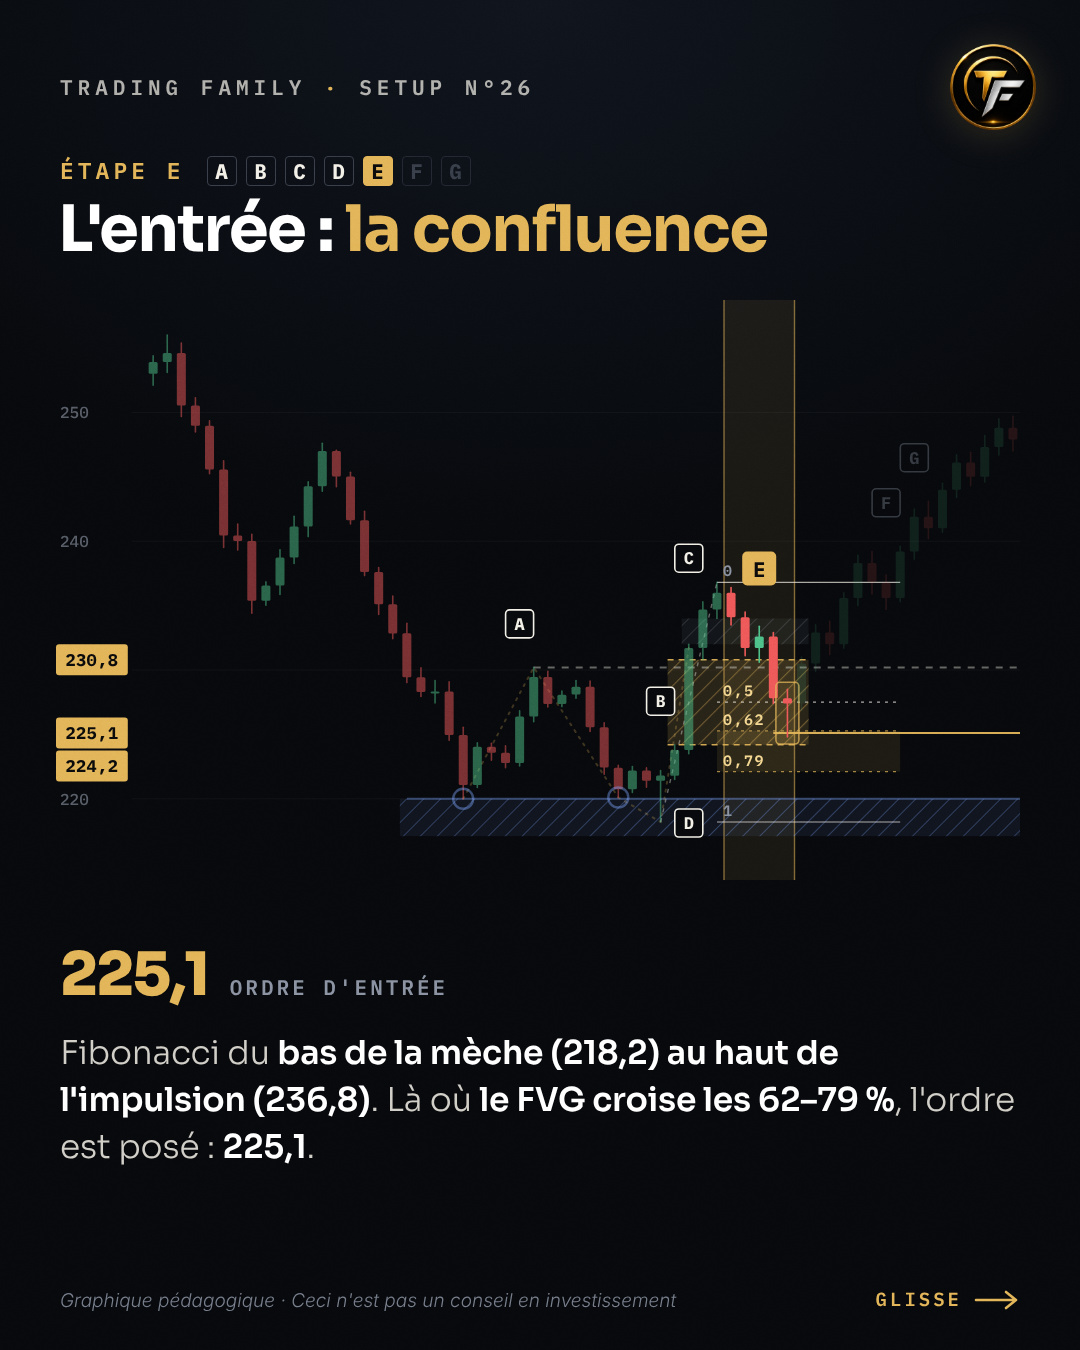 TRADING FAMILY · SETUP N°26
TF
ÉTAPE E A B C D E F G
L'entrée : la confluence
250
240
230,8
225,1
224,2
220
A
B
C
D
E
F
G
0
0,5
0,62
0,79
1
225,1 ORDRE D'ENTRÉE
Fibonacci du bas de la mèche (218,2) au haut de
l'impulsion (236,8). Là où le FVG croise les 62–79 %, l'ordre
est posé : 225,1.
Graphique pédagogique · Ceci n'est pas un conseil en investissement
GLISSE →